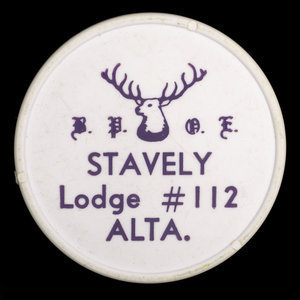 B. P. O. E.
STAVELY
Lodge #112
ALTA.